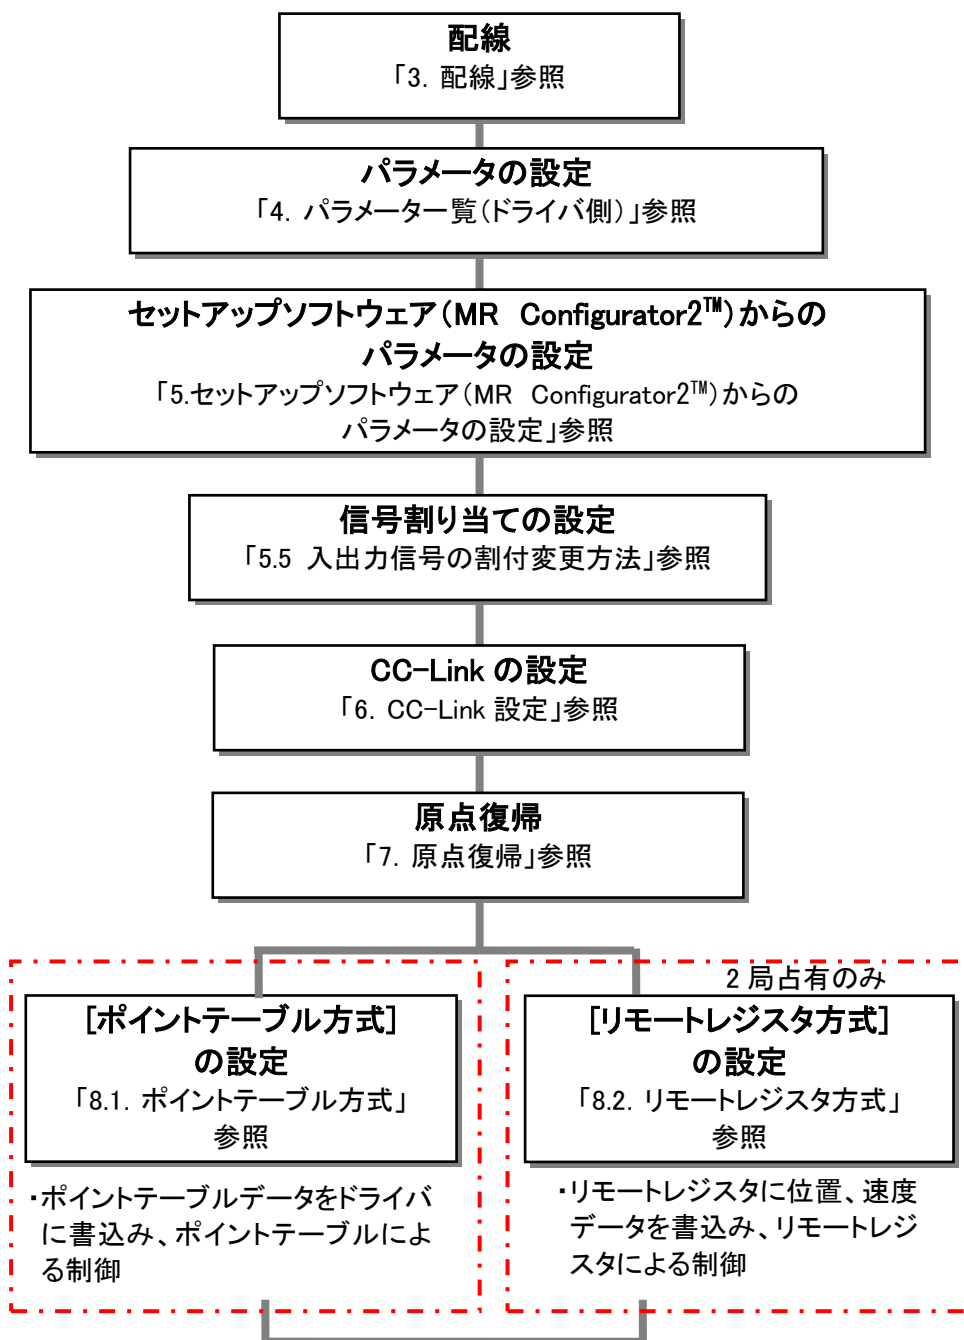 配線
「3. 配線」参照
パラメータの設定
「4. パラメーター覧(ドライバ側)」参照
セットアップソフトウェア(MR Configurator2™)からの
パラメータの設定
「5.セットアップソフトウェア(MR Configurator2™)からの
パラメータの設定」参照
信号割り当ての設定
「5.5 入出力信号の割付変更方法」参照
CC-Link の設定
「6. CC-Link 設定」参照
原点復帰
「7. 原点復帰」参照
[ポイントテーブル方式]
の設定
「8.1. ポイントテーブル方式」
参照
・ポイントテーブルデータをドライバ
に書込み、ポイントテーブルによ
る制御
2 局占有のみ
[リモートレジスタ方式]
の設定
「8.2. リモートレジスタ方式」
参照
・リモートレジスタに位置、速度
データを書込み、リモートレジ
スタによる制御